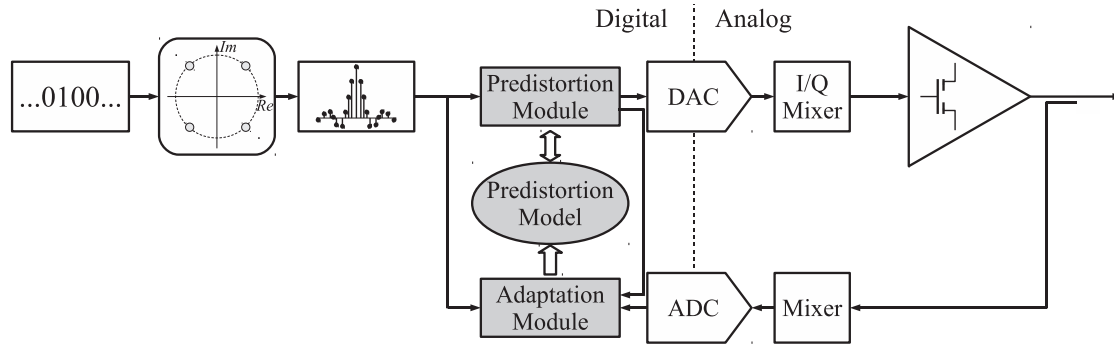 Digital Analog
...0100...
Im
Re
Predistortion
Module
DAC
I/Q
Mixer
Predistortion
Model
Adaptation
Module
ADC
Mixer